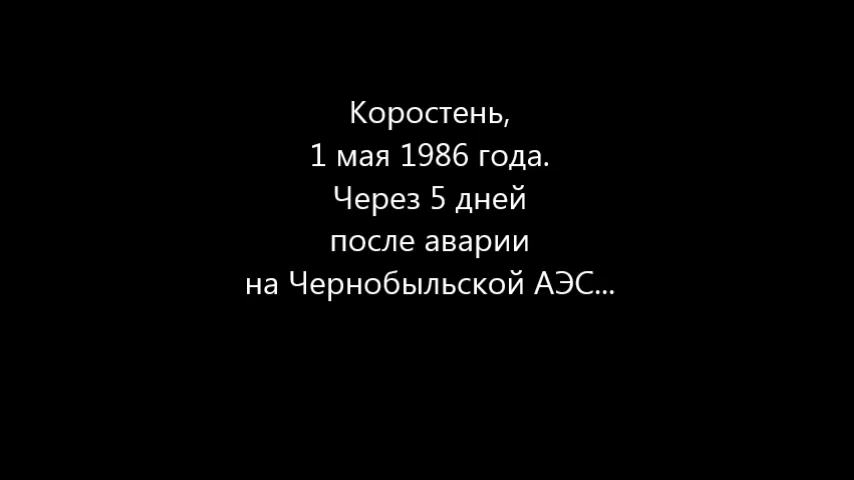 Коростень,
1 мая 1986 года.
Через 5 дней
после аварии
на Чернобыльской АЭС...